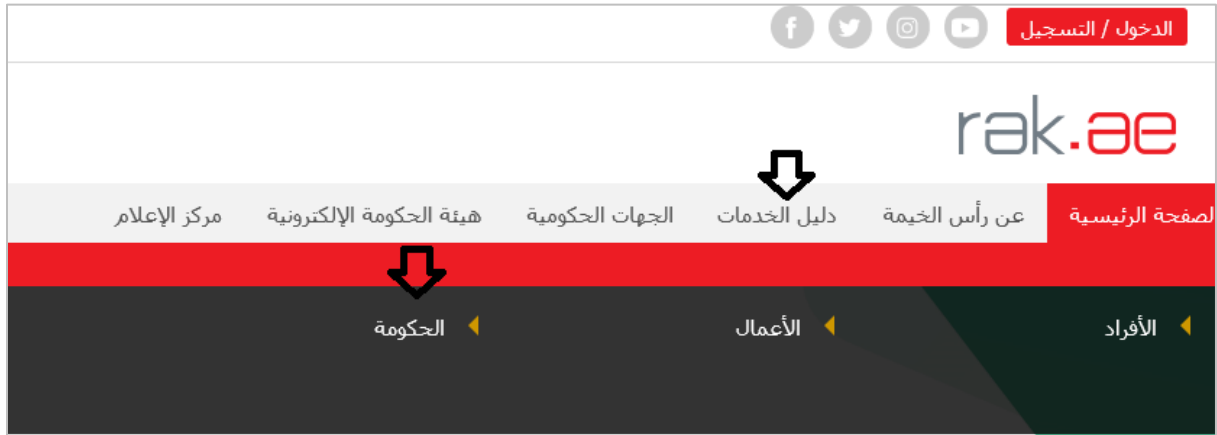 الدخول / التسجيل
rak.ae
الصفحة الرئيسية عن رأس الخيمة دليل الخدمات الجهات الحكومية هيئة الحكومة الإلكترونية مركز الإعلام
الأفراد الأعمال الحكومة